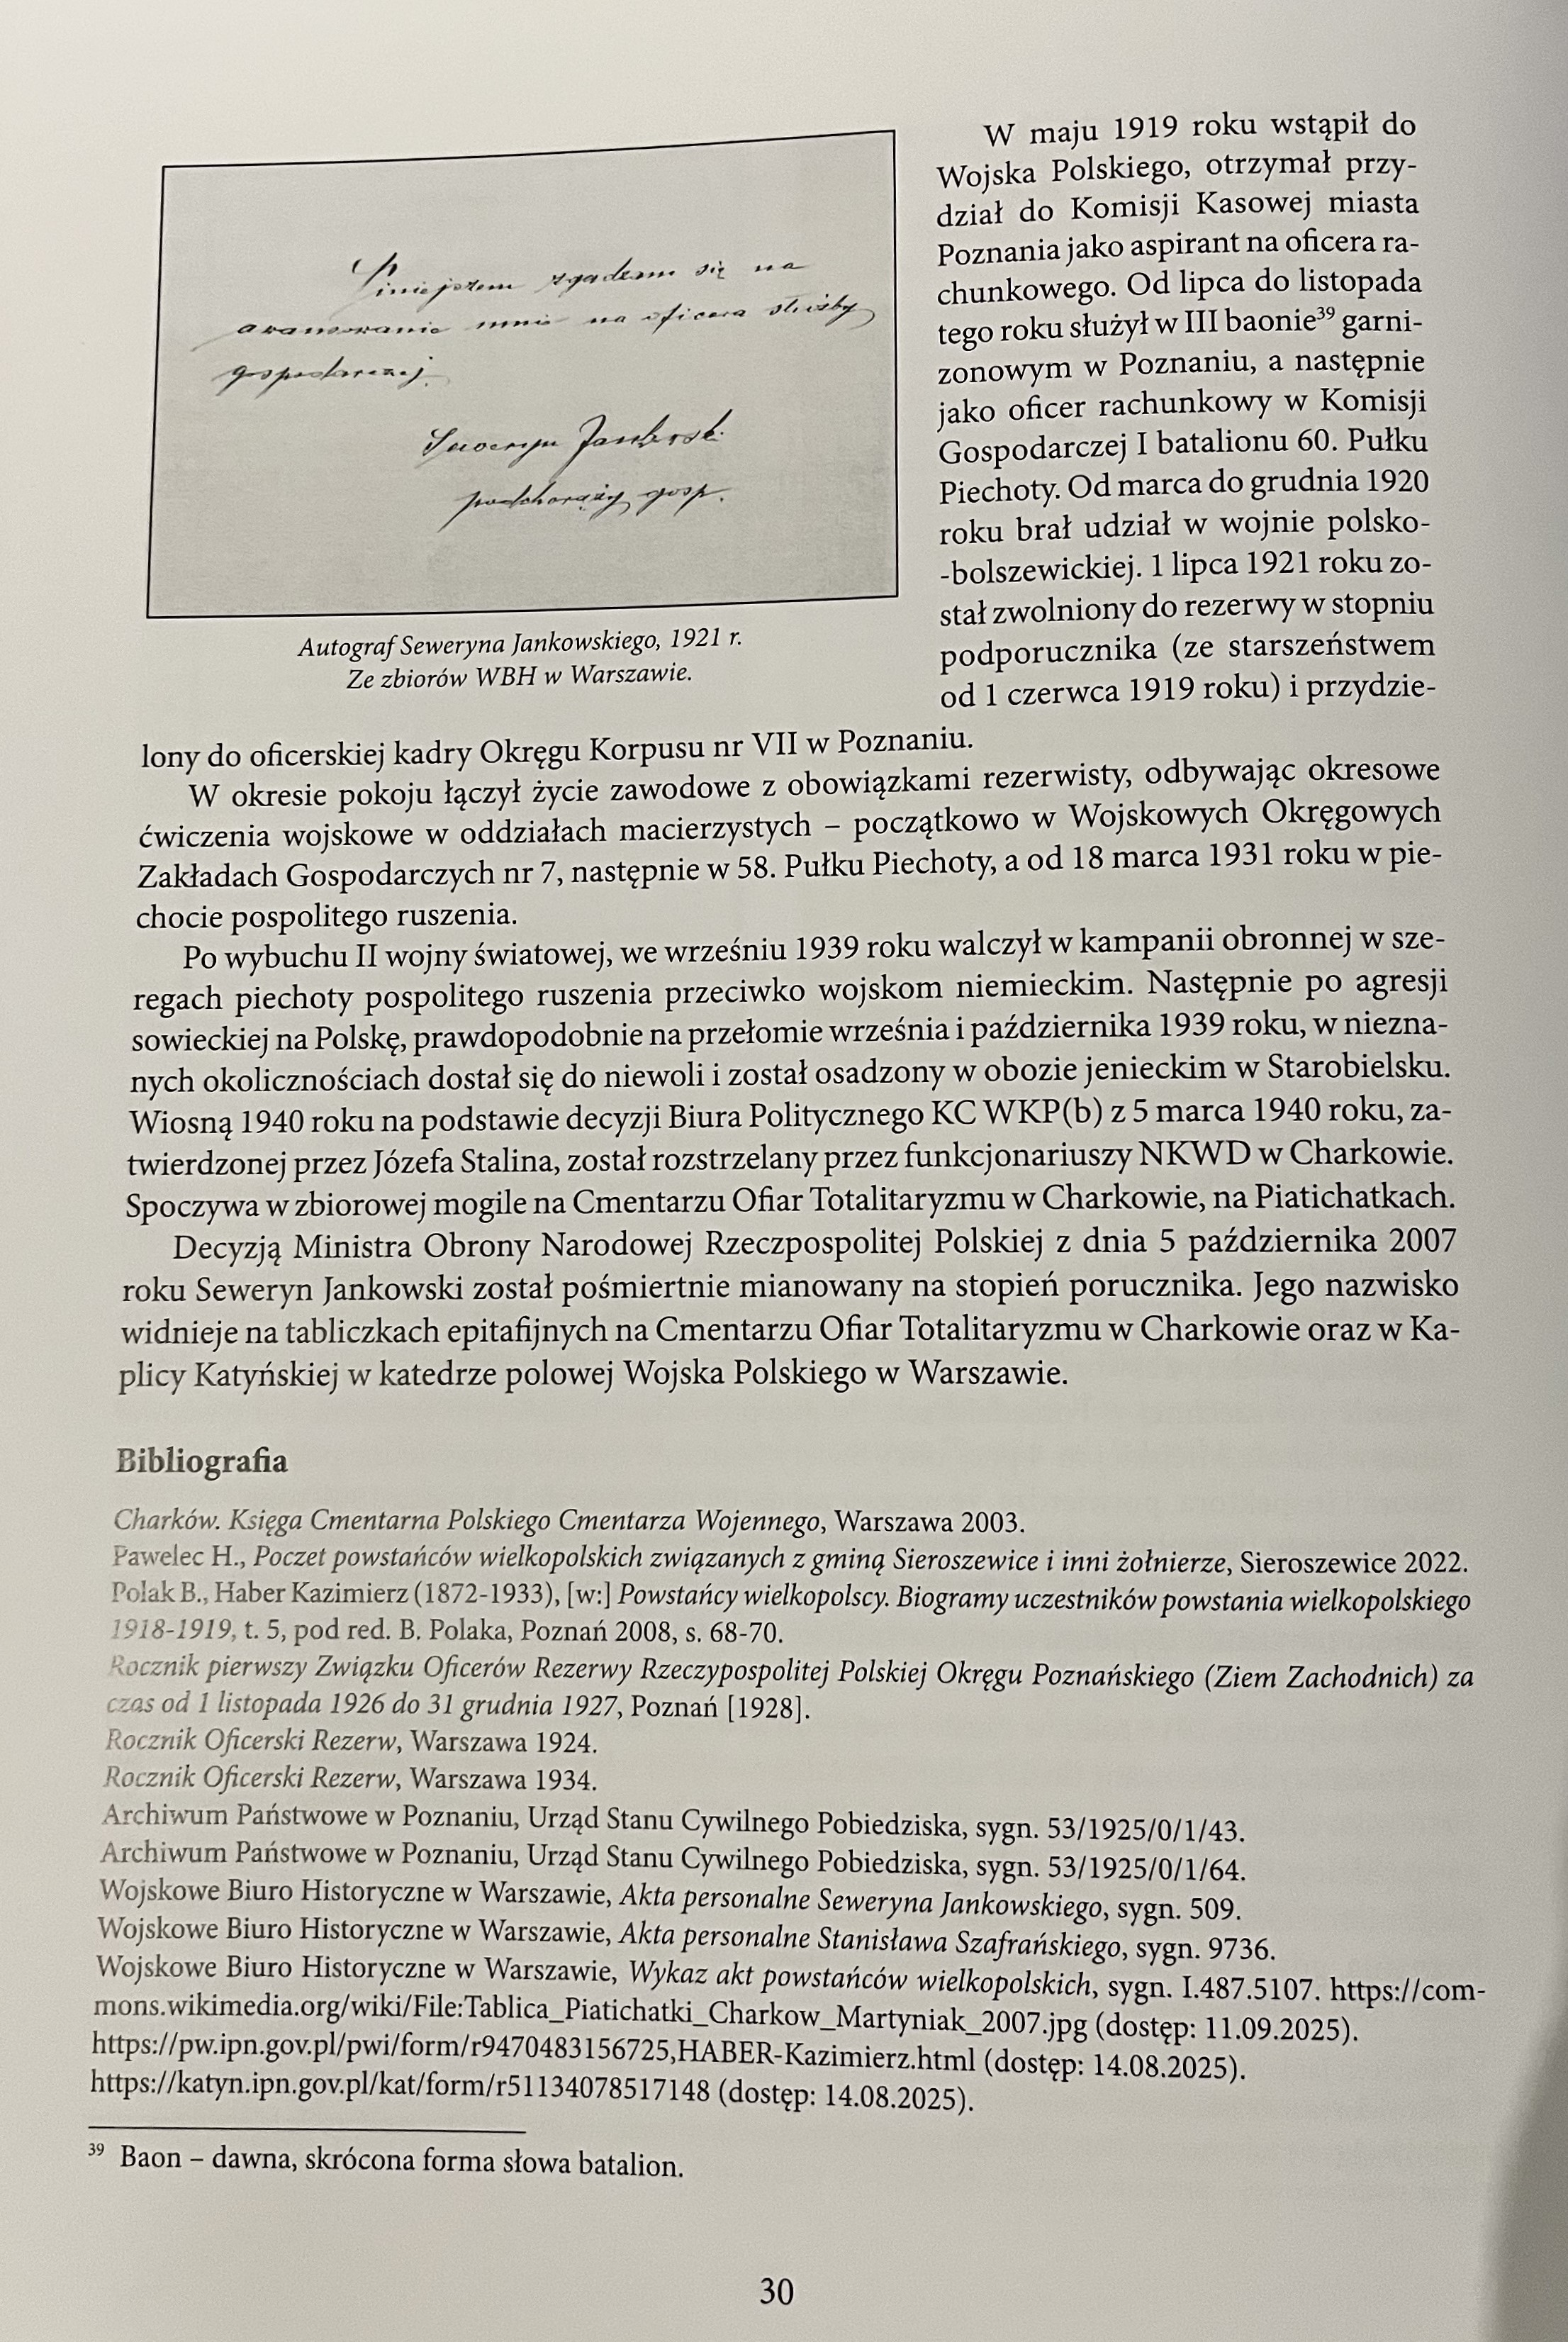 Niniejszem zgadzam się na
awansowanie mnie na oficera służby
gospodarczej.
Seweryn Jankowski
podchorąży gosp.
Autograf Seweryna Jankowskiego, 1921 r.
Ze zbiorów WBH w Warszawie.
W maju 1919 roku wstąpił do
Wojska Polskiego, otrzymał przy-
dział do Komisji Kasowej miasta
Poznania jako aspirant na oficera ra-
chunkowego. Od lipca do listopada
tego roku służył w III baonie³⁹ garni-
zonowym w Poznaniu, a następnie
jako oficer rachunkowy w Komisji
Gospodarczej I batalionu 60. Pułku
Piechoty. Od marca do grudnia 1920
roku brał udział w wojnie polsko-
-bolszewickiej. 1 lipca 1921 roku zo-
stał zwolniony do rezerwy w stopniu
podporucznika (ze starszeństwem
od 1 czerwca 1919 roku) i przydzie-
lony do oficerskiej kadry Okręgu Korpusu nr VII w Poznaniu.
W okresie pokoju łączył życie zawodowe z obowiązkami rezerwisty, odbywając okresowe
ćwiczenia wojskowe w oddziałach macierzystych – początkowo w Wojskowych Okręgowych
Zakładach Gospodarczych nr 7, następnie w 58. Pułku Piechoty, a od 18 marca 1931 roku w pie-
chocie pospolitego ruszenia.
Po wybuchu II wojny światowej, we wrześniu 1939 roku walczył w kampanii obronnej w sze-
regach piechoty pospolitego ruszenia przeciwko wojskom niemieckim. Następnie po agresji
sowieckiej na Polskę, prawdopodobnie na przełomie września i października 1939 roku, w niezna-
nych okolicznościach dostał się do niewoli i został osadzony w obozie jenieckim w Starobielsku.
Wiosną 1940 roku na podstawie decyzji Biura Politycznego KC WKP(b) z 5 marca 1940 roku, za-
twierdzonej przez Józefa Stalina, został rozstrzelany przez funkcjonariuszy NKWD w Charkowie.
Spoczywa w zbiorowej mogile na Cmentarzu Ofiar Totalitaryzmu w Charkowie, na Piatichatkach.
Decyzją Ministra Obrony Narodowej Rzeczpospolitej Polskiej z dnia 5 października 2007
roku Seweryn Jankowski został pośmiertnie mianowany na stopień porucznika. Jego nazwisko
widnieje na tabliczkach epitafijnych na Cmentarzu Ofiar Totalitaryzmu w Charkowie oraz w Ka-
plicy Katyńskiej w katedrze polowej Wojska Polskiego w Warszawie.
Bibliografia
Charków. Księga Cmentarna Polskiego Cmentarza Wojennego, Warszawa 2003.
Pawelec H., Poczet powstańców wielkopolskich związanych z gminą Sieroszewice i inni żołnierze, Sieroszewice 2022.
Polak B., Haber Kazimierz (1872-1933), [w:] Powstańcy wielkopolscy. Biogramy uczestników powstania wielkopolskiego
1918-1919, t. 5, pod red. B. Polaka, Poznań 2008, s. 68-70.
Rocznik pierwszy Związku Oficerów Rezerwy Rzeczypospolitej Polskiej Okręgu Poznańskiego (Ziem Zachodnich) za
czas od 1 listopada 1926 do 31 grudnia 1927, Poznań [1928].
Rocznik Oficerski Rezerw, Warszawa 1924.
Rocznik Oficerski Rezerw, Warszawa 1934.
Archiwum Państwowe w Poznaniu, Urząd Stanu Cywilnego Pobiedziska, sygn. 53/1925/0/1/43.
Archiwum Państwowe w Poznaniu, Urząd Stanu Cywilnego Pobiedziska, sygn. 53/1925/0/1/64.
Wojskowe Biuro Historyczne w Warszawie, Akta personalne Seweryna Jankowskiego, sygn. 509.
Wojskowe Biuro Historyczne w Warszawie, Akta personalne Stanisława Szafrańskiego, sygn. 9736.
Wojskowe Biuro Historyczne w Warszawie, Wykaz akt powstańców wielkopolskich, sygn. I.487.5107. https://com-
mons.wikimedia.org/wiki/File:Tablica_Piatichatki_Charkow_Martyniak_2007.jpg (dostęp: 11.09.2025).
https://pw.ipn.gov.pl/pwi/form/r9470483156725,HABER-Kazimierz.html (dostęp: 14.08.2025).
https://katyn.ipn.gov.pl/kat/form/r51134078517148 (dostęp: 14.08.2025).
³⁹ Baon – dawna, skrócona forma słowa batalion.
30